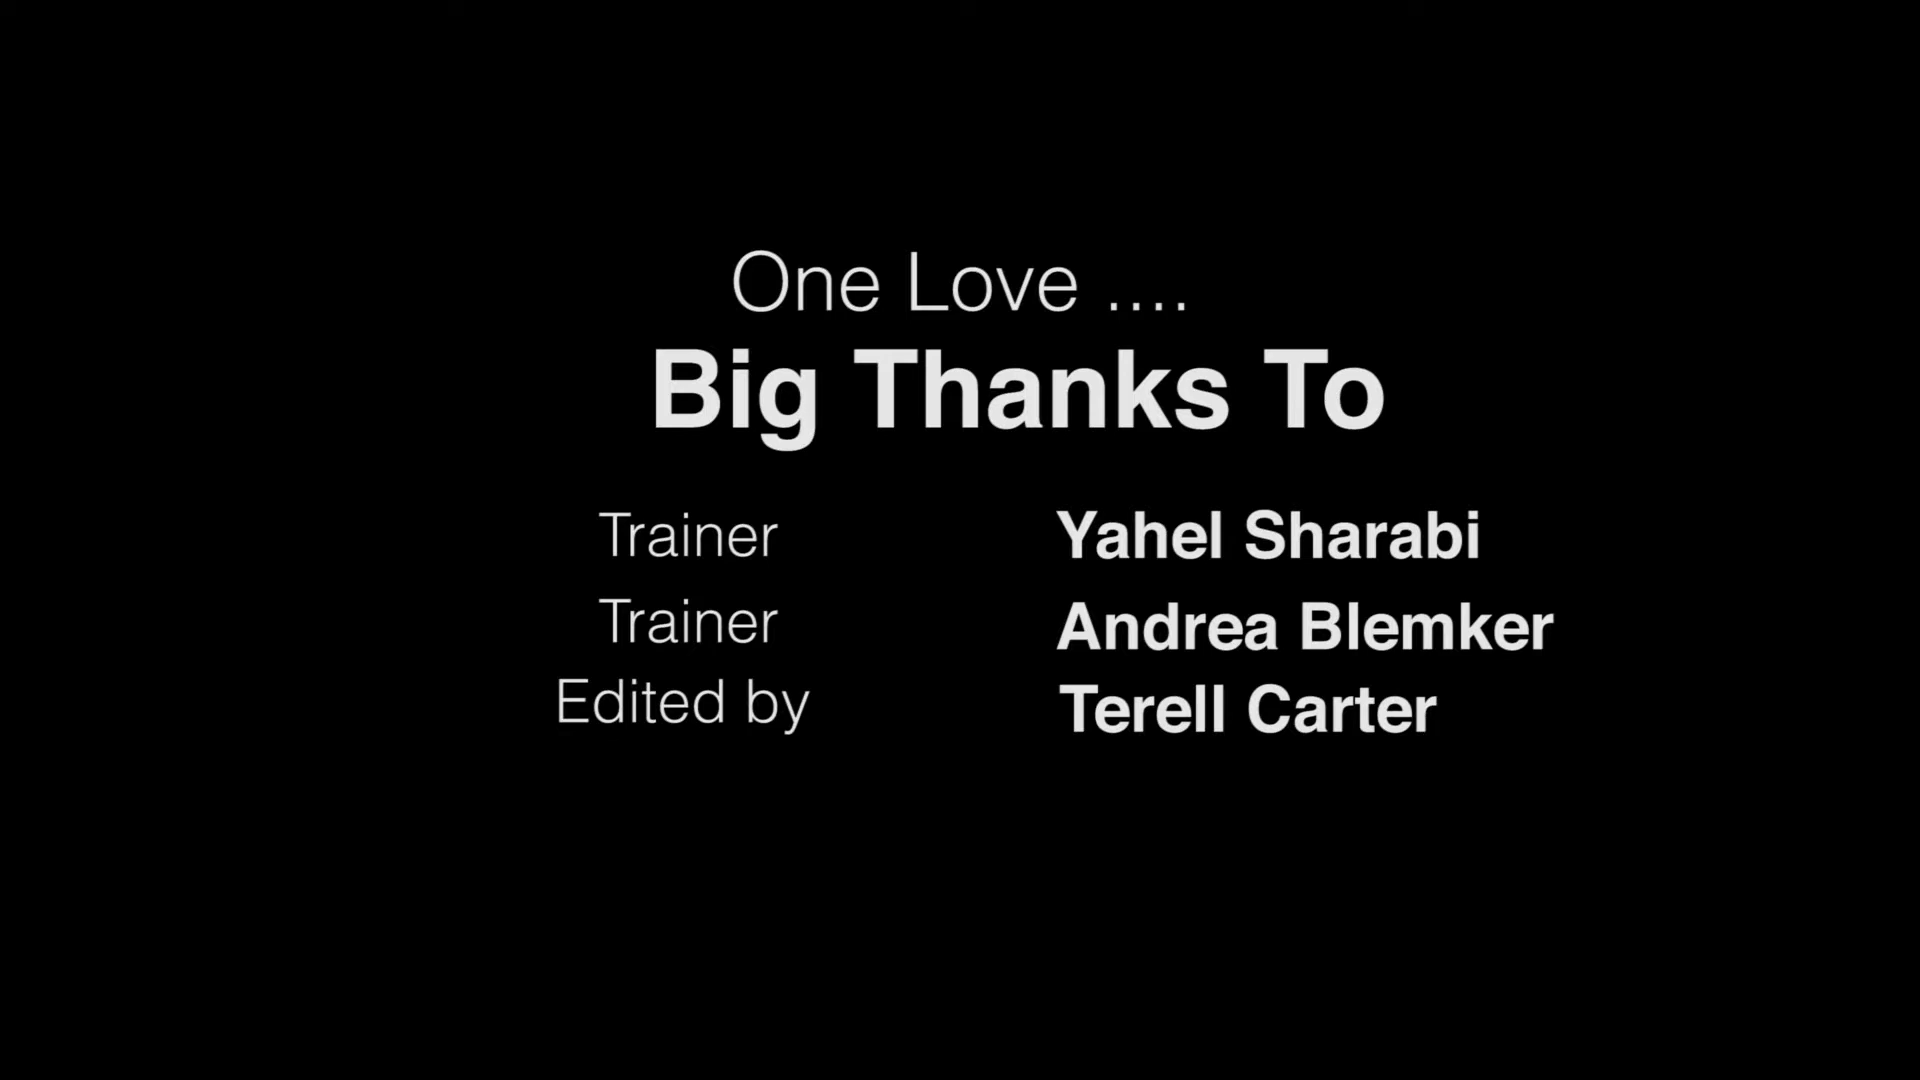 One Love ....
Big Thanks To
Trainer Yahel Sharabi
Trainer Andrea Blemker
Edited by Terell Carter